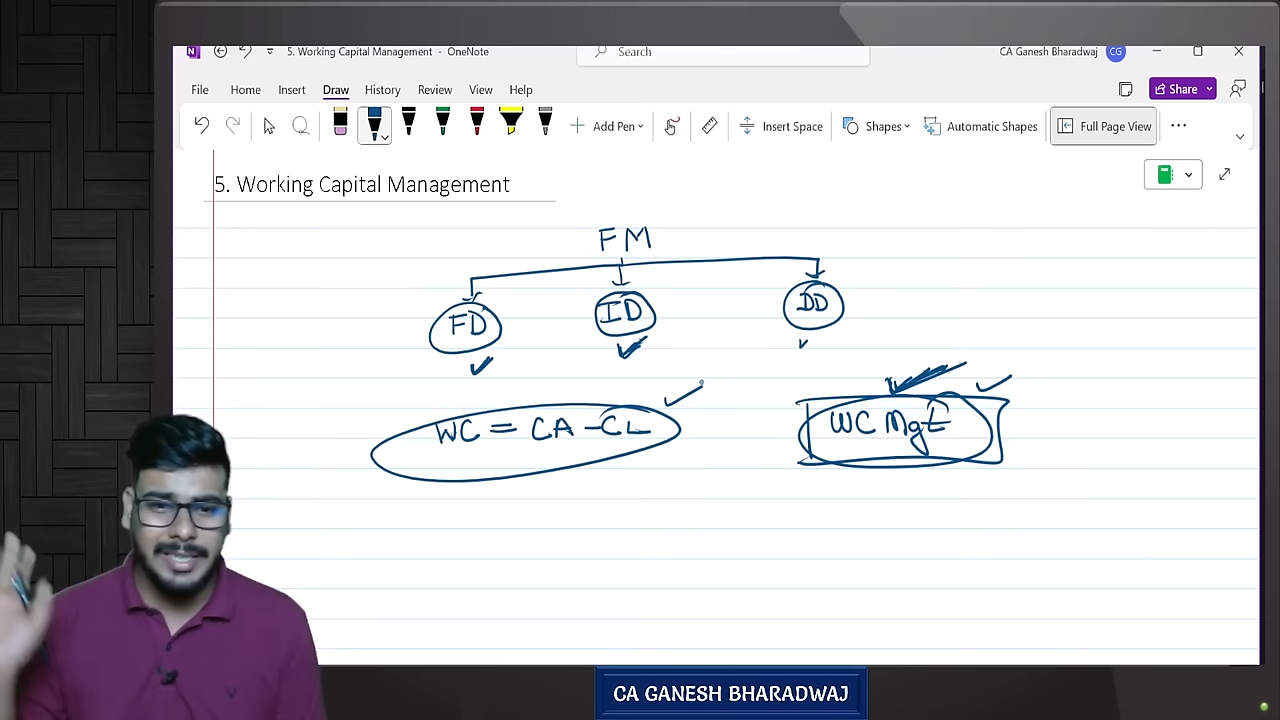 5. Working Capital Management - OneNote
Search
CA Ganesh Bharadwaj CG
File Home Insert Draw History Review View Help
Share
Add Pen Insert Space Shapes Automatic Shapes Full Page View
5. Working Capital Management
FM
FD ID DD
WC = CA - CL WC Mgt
CA GANESH BHARADWAJ